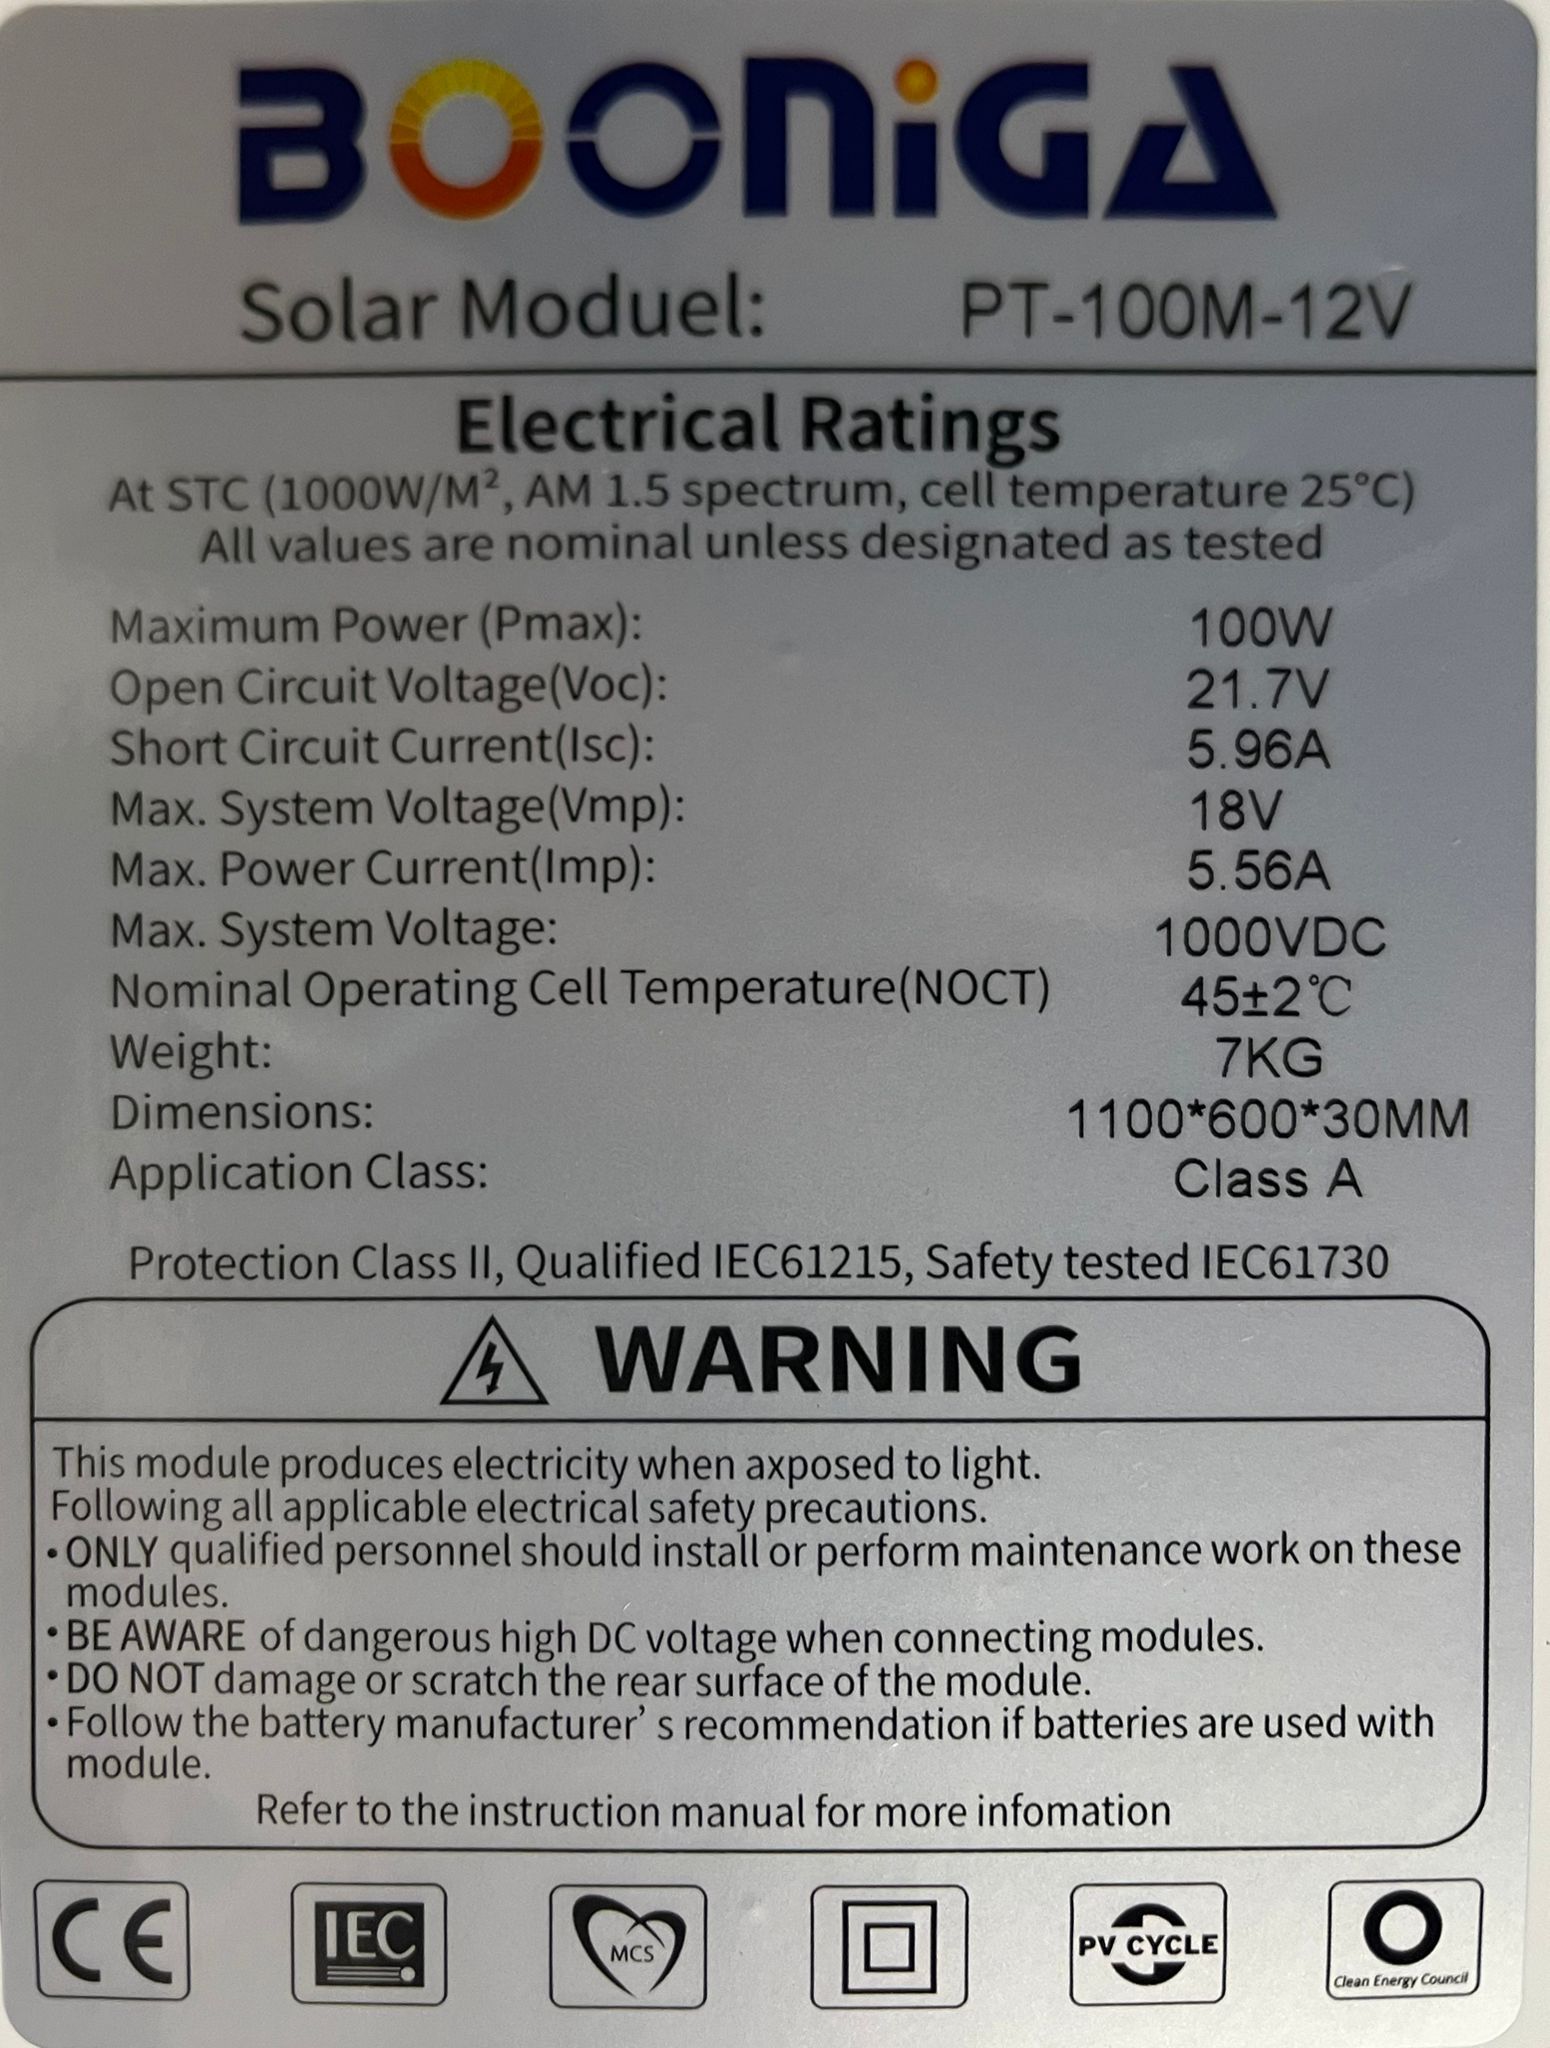 BOONiGA
Solar Moduel: PT-100M-12V
Electrical Ratings
At STC (1000W/M², AM 1.5 spectrum, cell temperature 25°C)
All values are nominal unless designated as tested
Maximum Power (Pmax): 100W
Open Circuit Voltage(Voc): 21.7V
Short Circuit Current(Isc): 5.96A
Max. System Voltage(Vmp): 18V
Max. Power Current(Imp): 5.56A
Max. System Voltage: 1000VDC
Nominal Operating Cell Temperature(NOCT) 45±2℃
Weight: 7KG
Dimensions: 1100*600*30MM
Application Class: Class A
Protection Class II, Qualified IEC61215, Safety tested IEC61730
WARNING
This module produces electricity when axposed to light.
Following all applicable electrical safety precautions.
•ONLY qualified personnel should install or perform maintenance work on these
modules.
•BE AWARE of dangerous high DC voltage when connecting modules.
•DO NOT damage or scratch the rear surface of the module.
•Follow the battery manufacturer’s recommendation if batteries are used with
module.
Refer to the instruction manual for more infomation
CE IEC MCS PV CYCLE Clean Energy Council